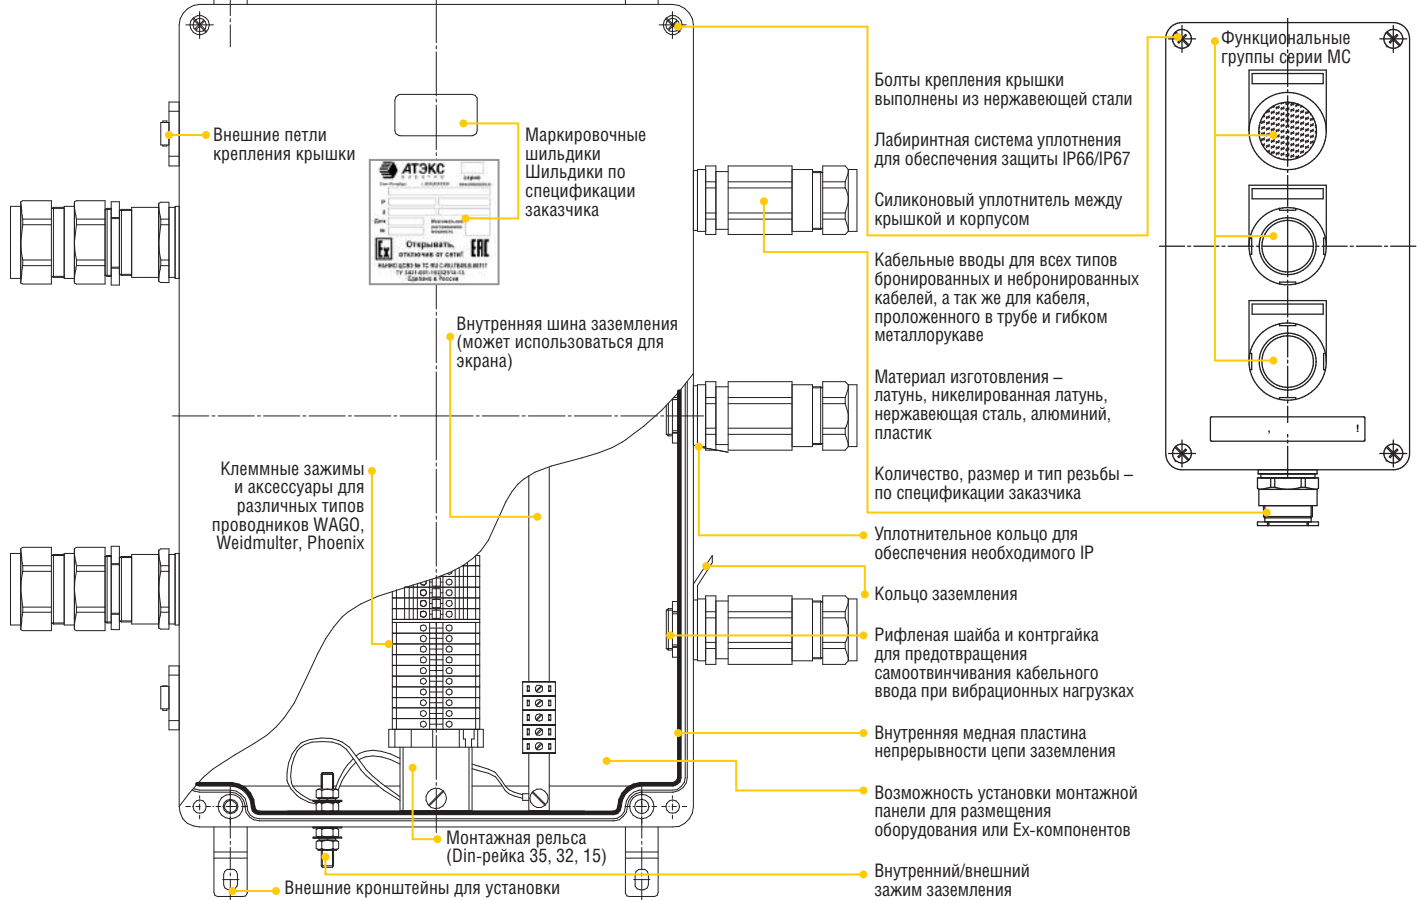 Внешние петли
крепления крышки
Маркировочные
шильдики
Шильдики по
спецификации
заказчика
АТЭКС
Р
Дата
№
Ex
Открывать,
отключив от сети!
EAC
Сделано в России
Внутренняя шина заземления
(может использоваться для
экрана)
Клеммные зажимы
и аксессуары для
различных типов
проводников WAGO,
Weidmulter, Phoenix
Монтажная рельса
(Din-рейка 35, 32, 15)
Внешние кронштейны для установки
Болты крепления крышки
выполнены из нержавеющей стали
Лабиринтная система уплотнения
для обеспечения защиты IP66/IP67
Силиконовый уплотнитель между
крышкой и корпусом
Кабельные вводы для всех типов
бронированных и небронированных
кабелей, а так же для кабеля,
проложенного в трубе и гибком
металлорукаве
Материал изготовления –
латунь, никелированная латунь,
нержавеющая сталь, алюминий,
пластик
Количество, размер и тип резьбы –
по спецификации заказчика
Уплотнительное кольцо для
обеспечения необходимого IP
Кольцо заземления
Рифленая шайба и контргайка
для предотвращения
самоотвинчивания кабельного
ввода при вибрационных нагрузках
Внутренняя медная пластина
непрерывности цепи заземления
Возможность установки монтажной
панели для размещения
оборудования или Ех-компонентов
Внутренний/внешний
зажим заземления
Функциональные
группы серии МС
, !